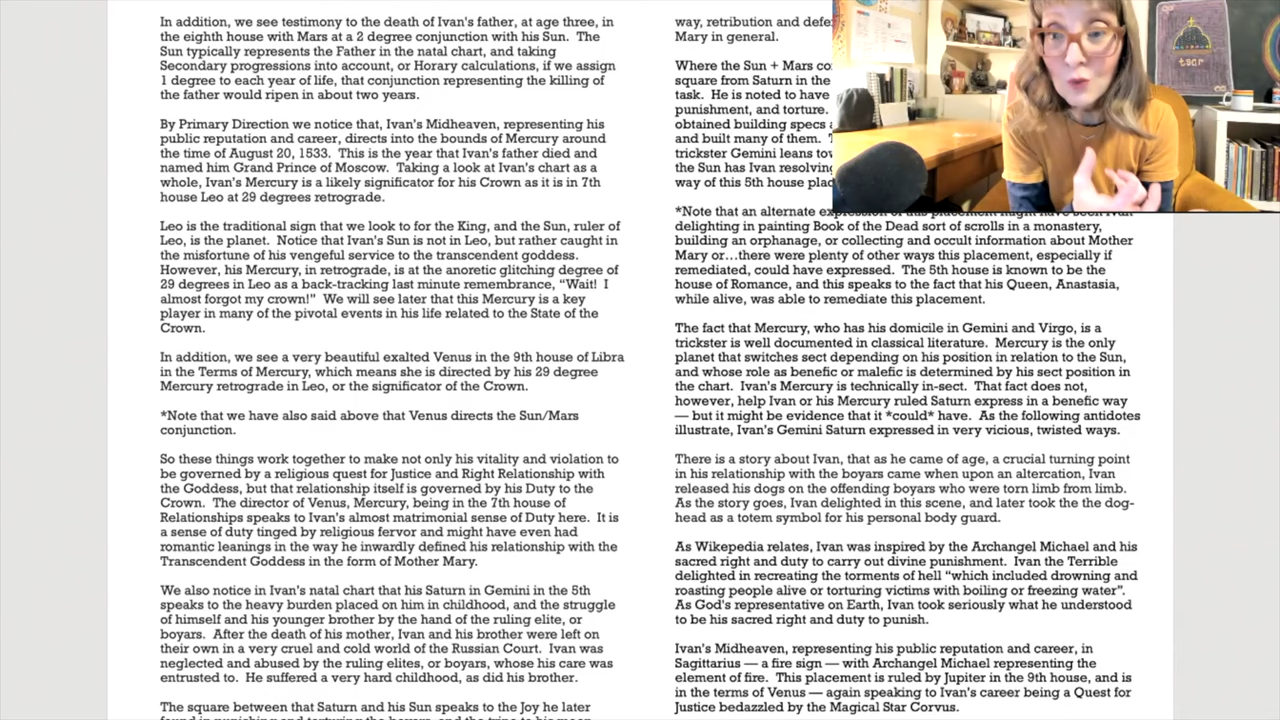 In addition, we see testimony to the death of Ivan's father, at age three, in
the eighth house with Mars at a 2 degree conjunction with his Sun. The
Sun typically represents the Father in the natal chart, and taking
Secondary progressions into account, or Horary calculations, if we assign
1 degree to each year of life, that conjunction representing the killing of
the father would ripen in about two years.
By Primary Direction we notice that, Ivan's Midheaven, representing his
public reputation and career, directs into the bounds of Mercury around
the time of August 20, 1533. This is the year that Ivan's father died and
named him Grand Prince of Moscow. Taking a look at Ivan's chart as a
whole, Ivan's Mercury is a likely significator for his Crown as it is in 7th
house Leo at 29 degrees retrograde.
Leo is the traditional sign that we look to for the King, and the Sun, ruler of
Leo, is the planet. Notice that Ivan's Sun is not in Leo, but rather caught in
the misfortune of his vengeful service to the transcendent goddess.
However, his Mercury, in retrograde, is at the anoretic glitching degree of
29 degrees in Leo as a back-tracking last minute remembrance, “Wait! I
almost forgot my crown!” We will see later that this Mercury is a key
player in many of the pivotal events in his life related to the State of the
Crown.
In addition, we see a very beautiful exalted Venus in the 9th house of Libra
in the Terms of Mercury, which means she is directed by his 29 degree
Mercury retrograde in Leo, or the significator of the Crown.
*Note that we have also said above that Venus directs the Sun/Mars
conjunction.
So these things work together to make not only his vitality and violation to
be governed by a religious quest for Justice and Right Relationship with
the Goddess, but that relationship itself is governed by his Duty to the
Crown. The director of Venus, Mercury, being in the 7th house of
Relationships speaks to Ivan's almost matrimonial sense of Duty here. It is
a sense of duty tinged by religious fervor and might have even had
romantic leanings in the way he inwardly defined his relationship with the
Transcendent Goddess in the form of Mother Mary.
We also notice in Ivan's natal chart that his Saturn in Gemini in the 5th
speaks to the heavy burden placed on him in childhood, and the struggle
of himself and his younger brother by the hand of the ruling elite, or
boyars. After the death of his mother, Ivan and his brother were left on
their own in a very cruel and cold world of the Russian Court. Ivan was
neglected and abused by the ruling elites, or boyars, whose his care was
entrusted to. He suffered a very hard childhood, as did his brother.
The square between that Saturn and his Sun speaks to the Joy he later
way, retribution and
Mary in general.
Where the Sun + Mars
square from Saturn in the
task. He is noted to have
punishment, and torture.
obtained building specs
and built many of them.
trickster Gemini leans
the Sun has Ivan resolving
way of this 5th house
*Note that an alternate expression of this placement might have seen Ivan
delighting in painting Book of the Dead sort of scrolls in a monastery,
building an orphanage, or collecting and occult information about Mother
Mary or…there were plenty of other ways this placement, especially if
remediated, could have expressed. The 5th house is known to be the
house of Romance, and this speaks to the fact that his Queen, Anastasia,
while alive, was able to remediate this placement.
The fact that Mercury, who has his domicile in Gemini and Virgo, is a
trickster is well documented in classical literature. Mercury is the only
planet that switches sect depending on his position in relation to the Sun,
and whose role as benefic or malefic is determined by his sect position in
the chart. Ivan's Mercury is technically in-sect. That fact does not,
however, help Ivan or his Mercury ruled Saturn express in a benefic way
— but it might be evidence that it *could* have. As the following antidotes
illustrate, Ivan's Gemini Saturn expressed in very vicious, twisted ways.
There is a story about Ivan, that as he came of age, a crucial turning point
in his relationship with the boyars came when upon an altercation, Ivan
released his dogs on the offending boyars who were torn limb from limb.
As the story goes, Ivan delighted in this scene, and later took the the dog-
head as a totem symbol for his personal body guard.
As Wikepedia relates, Ivan was inspired by the Archangel Michael and his
sacred right and duty to carry out divine punishment. Ivan the Terrible
delighted in recreating the torments of hell “which included drowning and
roasting people alive or torturing victims with boiling or freezing water”.
As God's representative on Earth, Ivan took seriously what he understood
to be his sacred right and duty to punish.
Ivan's Midheaven, representing his public reputation and career, in
Sagittarius — a fire sign — with Archangel Michael representing the
element of fire. This placement is ruled by Jupiter in the 9th house, and is
in the terms of Venus — again speaking to Ivan's career being a Quest for
Justice bedazzled by the Magical Star Corvus.
tsar